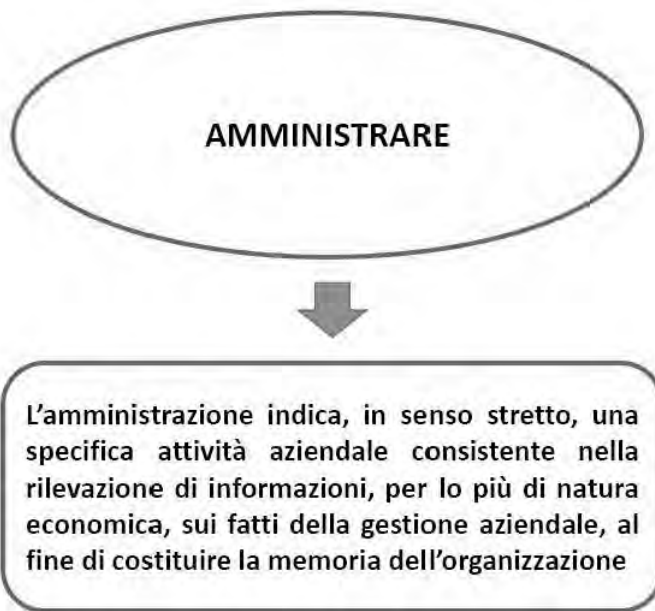 AMMINISTRARE
L’amministrazione indica, in senso stretto, una
specifica attività aziendale consistente nella
rilevazione di informazioni, per lo più di natura
economica, sui fatti della gestione aziendale, al
fine di costituire la memoria dell’organizzazione